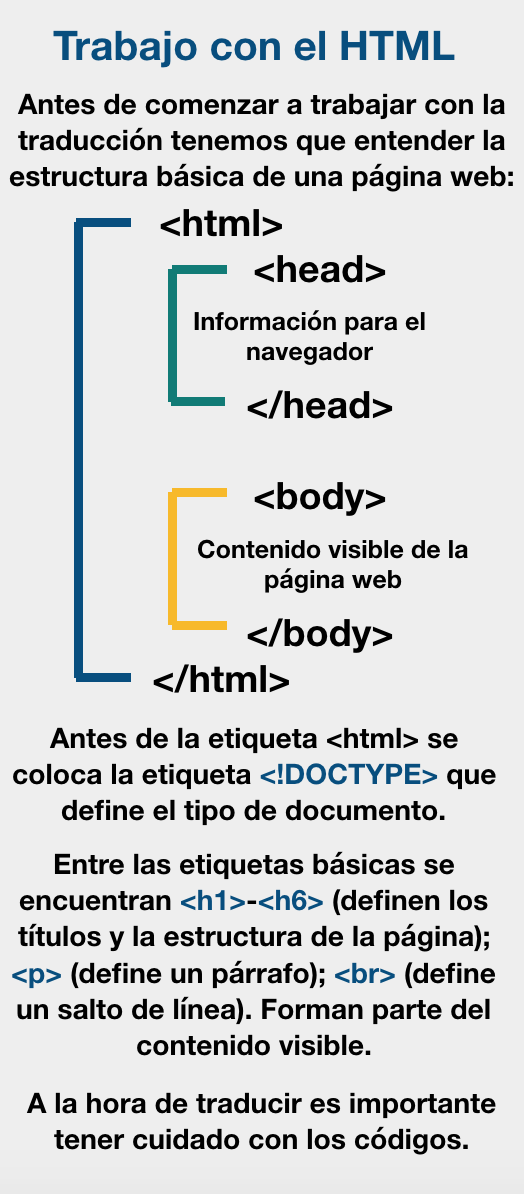 Trabajo con el HTML
Antes de comenzar a trabajar con la
traducción tenemos que entender la
estructura básica de una página web:
<html>
<head>
Información para el
navegador
</head>
<body>
Contenido visible de la
página web
</body>
</html>
Antes de la etiqueta <html> se
coloca la etiqueta <!DOCTYPE> que
define el tipo de documento.
Entre las etiquetas básicas se
encuentran <h1>-<h6> (definen los
títulos y la estructura de la página);
<p> (define un párrafo); <br> (define
un salto de línea). Forman parte del
contenido visible.
A la hora de traducir es importante
tener cuidado con los códigos.